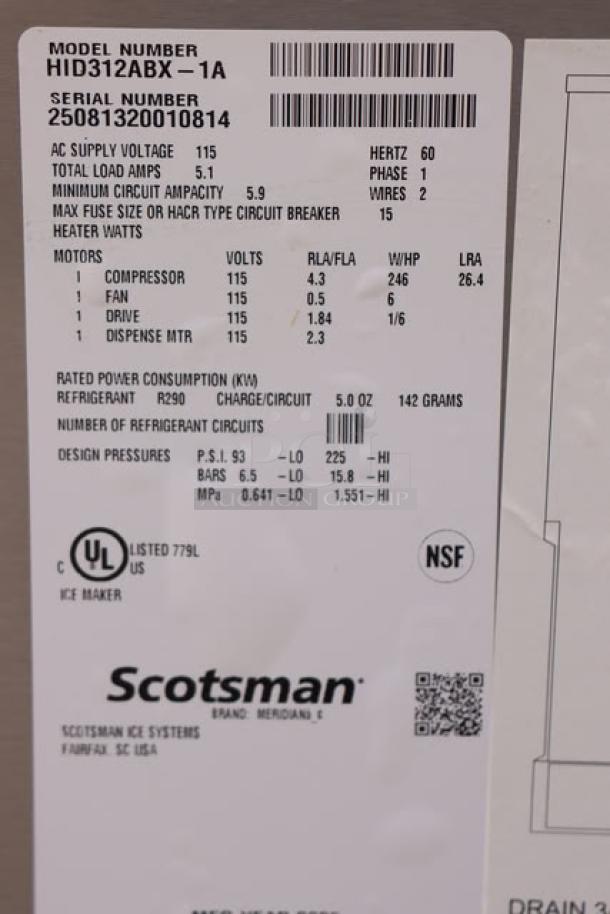 MODEL NUMBER
HID312ABX – 1A
SERIAL NUMBER
25081320010814
AC SUPPLY VOLTAGE 115 HERTZ 60
TOTAL LOAD AMPS 5.1 PHASE 1
MINIMUM CIRCUIT AMPACITY 5.9 WIRES 2
MAX FUSE SIZE OR HACR TYPE CIRCUIT BREAKER 15
HEATER WATTS
MOTORS VOLTS RLA/FLA W/HP LRA
1 COMPRESSOR 115 4.3 246 26.4
1 FAN 115 0.5 6
1 DRIVE 115 1.84 1/6
1 DISPENSE MTR 115 2.3
RATED POWER CONSUMPTION (KW)
REFRIGERANT R290 CHARGE/CIRCUIT 5.0 OZ 142 GRAMS
NUMBER OF REFRIGERANT CIRCUITS
DESIGN PRESSURES P.S.I. 93 – LO 225 – HI
BARS 6.5 – LO 15.8 – HI
MPa 0.641 – LO 1.551 – HI
AUCTION GROUP
C UL LISTED 779L
US
NSF
ICE MAKER
Scotsman
BRAND: MERIDIAN
SCOTSMAN ICE SYSTEMS
FAIRFAX, SC USA
DRAIN 3